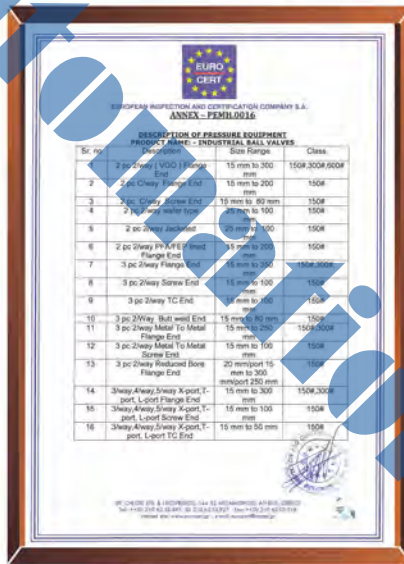 EURO
CERT
EUROPEAN INSPECTION AND CERTIFICATION COMPANY S.A.
ANNEX - PEMH.0016
DESCRIPTION OF PRESSURE EQUIPMENT
PRODUCT NAME: - INDUSTRIAL BALL VALVES
Sr. no Description Size Range Class.
1 2 pc 2/way ( VGO ) Flange End 15 mm to 300 mm 150#,300#,600#
2 2 pc C/way Flange End 15 mm to 200 mm 150#
3 2 pc C/way Screw End 15 mm to 80 mm 150#
4 2 pc 2/way wafer type 25 mm to 100 mm 150#
5 2 pc 2/way Jacketed 25 mm to 100 mm 150#
6 2 pc 2/way PFA/FEP lined Flange End 15 mm to 200 mm 150#
7 3 pc 2/way Flange End 15 mm to 350 mm 150#,300#
8 3 pc 2/way Screw End 15 mm to 100 mm 150#
9 3 pc 2/way TC End 15 mm to 100 mm 150#
10 3 pc 2/Way Butt weld End 15 mm to 80 mm 150#
11 3 pc 2/way Metal To Metal Flange End 15 mm to 250 mm 150#,300#
12 3 pc 2/way Metal To Metal Screw End 15 mm to 100 mm 150#
13 3 pc 2/way Reduced Bore Flange End 20 mm/port 15 mm to 300 mm/port 250 mm 150#
14 3/way,4/way,5/way X-port,T-port, L-port Flange End 15 mm to 300 mm 150#,300#
15 3/way,4/way,5/way X-port,T-port, L-port Screw End 15 mm to 100 mm 150#
16 3/way,4/way,5/way X-port,T-port, L-port TC End 15 mm to 50 mm 150#